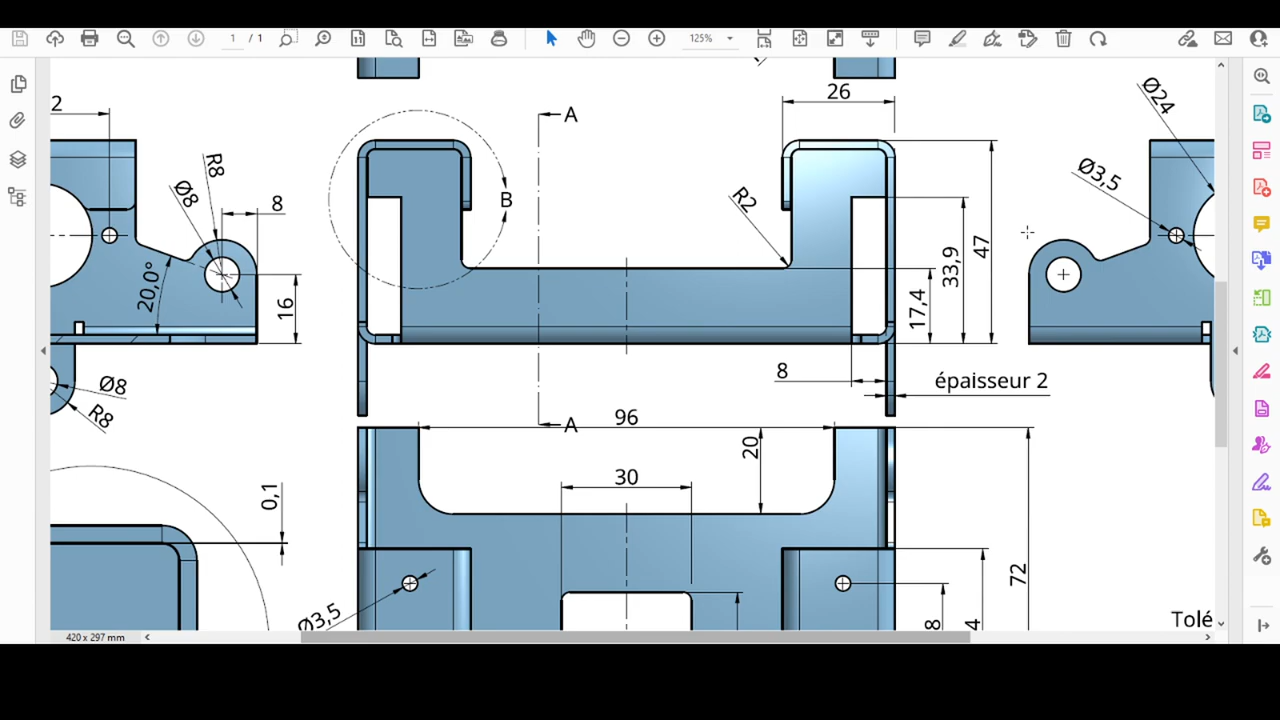 1 / 1
125%
2
A
26
Ø24
R8
Ø8
8
Ø3,5
B
R2
47
33,9
20,0°
16
17,4
8
épaisseur 2
Ø8
R8
A
96
20
30
0,1
72
Ø3,5
8
4
Tolé
420 x 297 mm